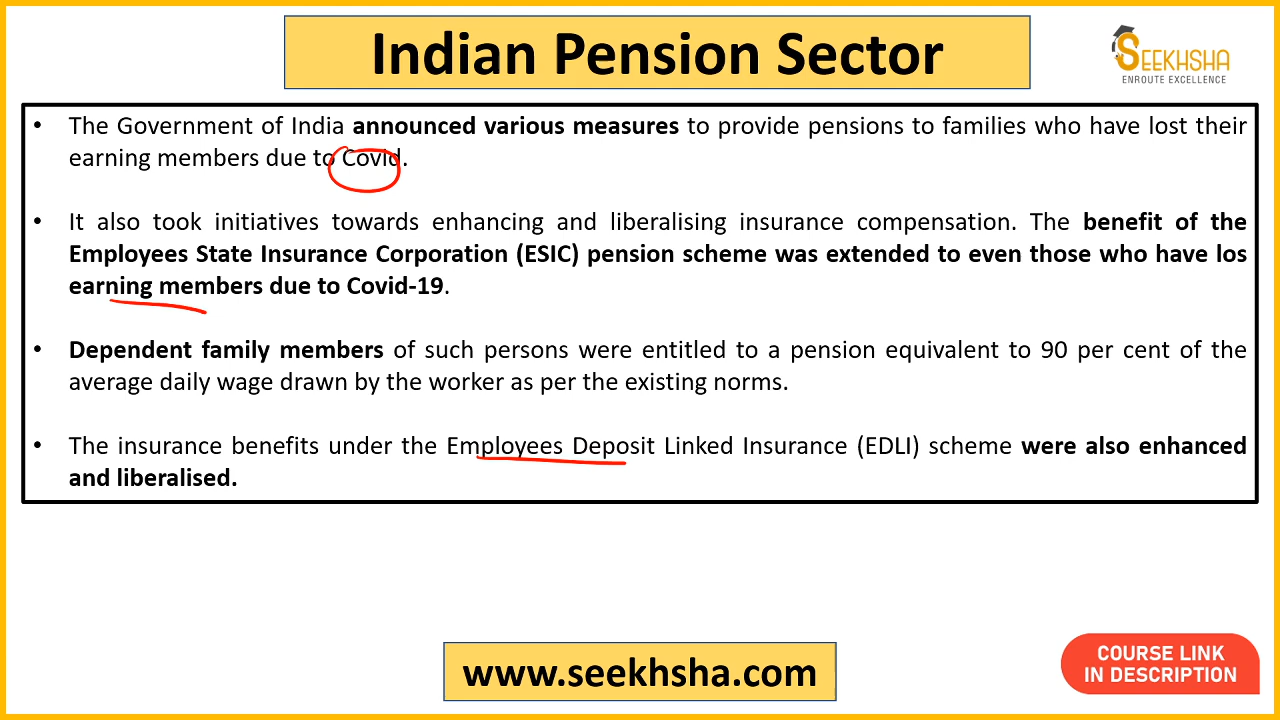 Indian Pension Sector
SEEKHSHA
ENROUTE EXCELLENCE
• The Government of India announced various measures to provide pensions to families who have lost their
earning members due to Covid.
• It also took initiatives towards enhancing and liberalising insurance compensation. The benefit of the
Employees State Insurance Corporation (ESIC) pension scheme was extended to even those who have los
earning members due to Covid-19.
• Dependent family members of such persons were entitled to a pension equivalent to 90 per cent of the
average daily wage drawn by the worker as per the existing norms.
• The insurance benefits under the Employees Deposit Linked Insurance (EDLI) scheme were also enhanced
and liberalised.
www.seekhsha.com
COURSE LINK
IN DESCRIPTION